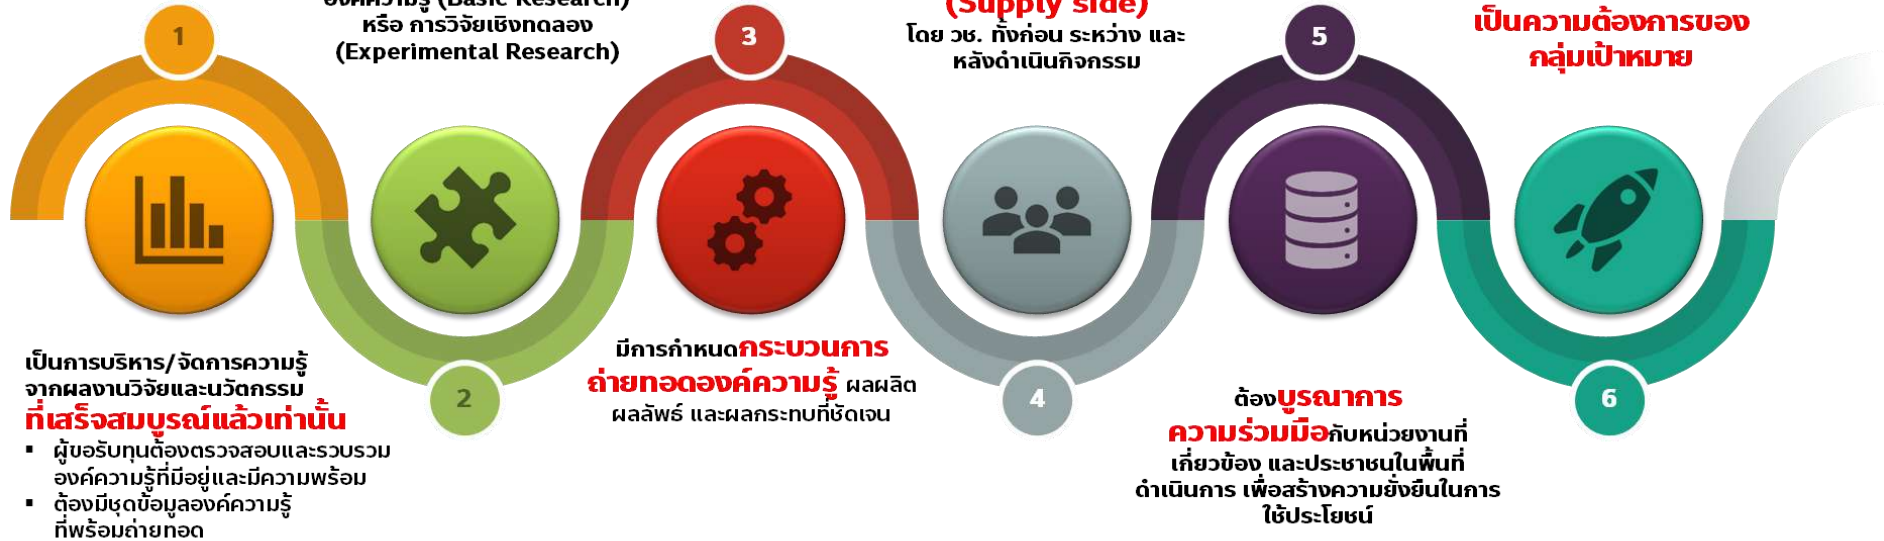 1
เป็นการบริหาร/จัดการความรู้
จากผลงานวิจัยและนวัตกรรม
ที่เสร็จสมบูรณ์แล้วเท่านั้น
▪ ผู้ขอรับทุนต้องตรวจสอบและรวบรวม
องค์ความรู้ที่มีอยู่และมีความพร้อม
▪ ต้องมีชุดข้อมูลองค์ความรู้
ที่พร้อมถ่ายทอด
องค์ความรู้ (Basic Research)
หรือ การวิจัยเชิงทดลอง
(Experimental Research)
2
3
มีการกำหนดกระบวนการ
ถ่ายทอดองค์ความรู้ ผลผลิต
ผลลัพธ์ และผลกระทบที่ชัดเจน
(Supply side)
โดย วช. ทั้งก่อน ระหว่าง และ
หลังดำเนินกิจกรรม
4
5
ต้องบูรณาการ
ความร่วมมือกับหน่วยงานที่
เกี่ยวข้อง และประชาชนในพื้นที่
ดำเนินการ เพื่อสร้างความยั่งยืนในการ
ใช้ประโยชน์
เป็นความต้องการของ
กลุ่มเป้าหมาย
6